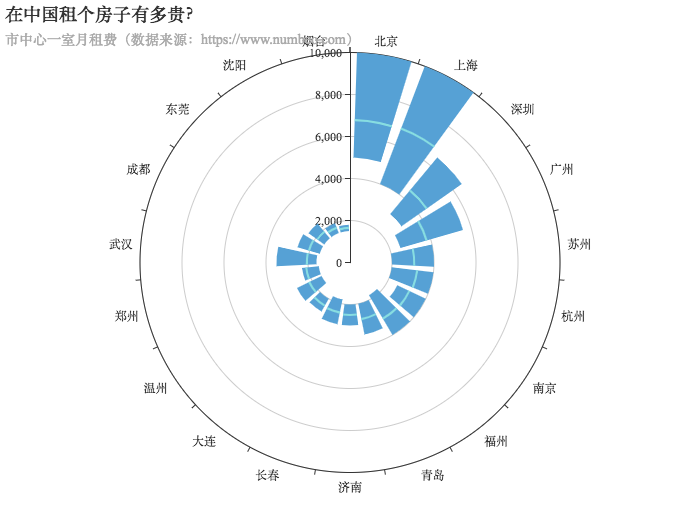 在中国租个房子有多贵?
市中心一室月租费（数据来源：https://www.numbeo.com）
北京
上海
深圳
广州
苏州
杭州
南京
福州
青岛
济南
长春
大连
温州
郑州
武汉
成都
东莞
沈阳
烟台
10,000
8,000
6,000
4,000
2,000
0